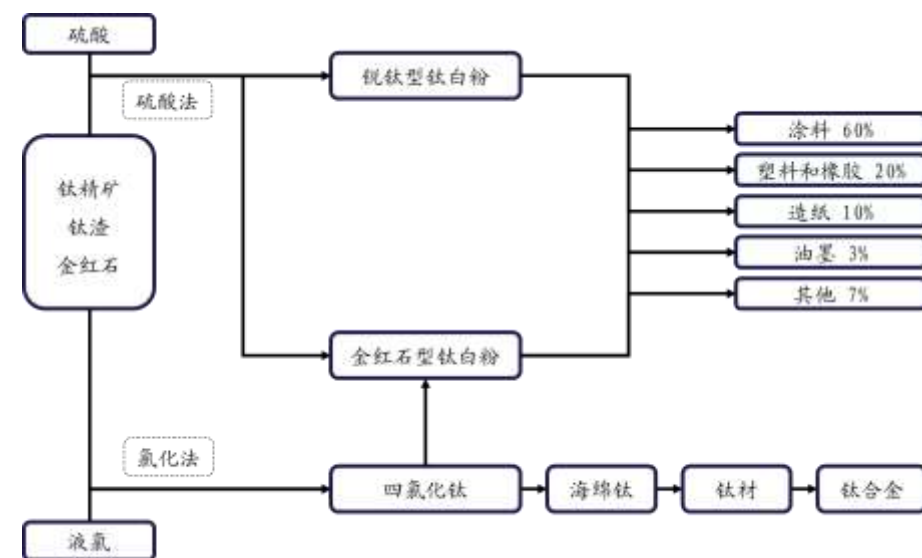 硫酸
锐钛型钛白粉
硫酸法
涂料 60%
钛精矿
钛渣
金红石
塑料和橡胶 20%
造纸 10%
油墨 3%
其他 7%
金红石型钛白粉
氯化法
四氯化钛
海绵钛
钛材
钛合金
液氯